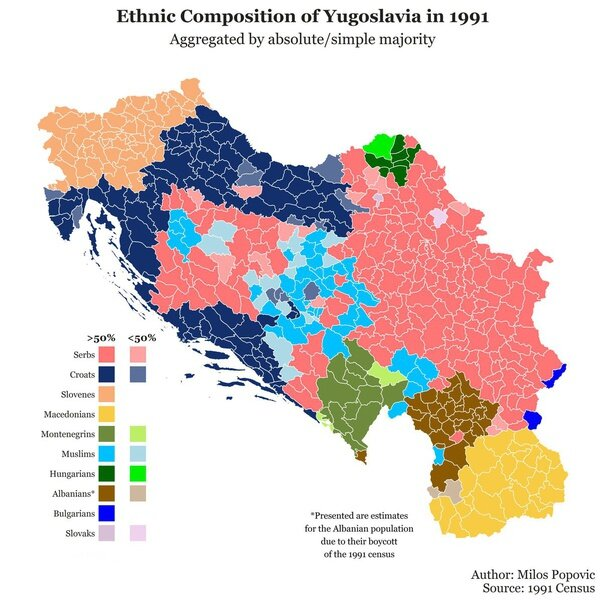 Ethnic Composition of Yugoslavia in 1991
Aggregated by absolute/simple majority
>50% <50%
Serbs
Croats
Slovenes
Macedonians
Montenegrins
Muslims
Hungarians
Albanians*
Bulgarians
Slovaks
*Presented are estimates
for the Albanian population
due to their boycott
of the 1991 census
Author: Milos Popovic
Source: 1991 Census